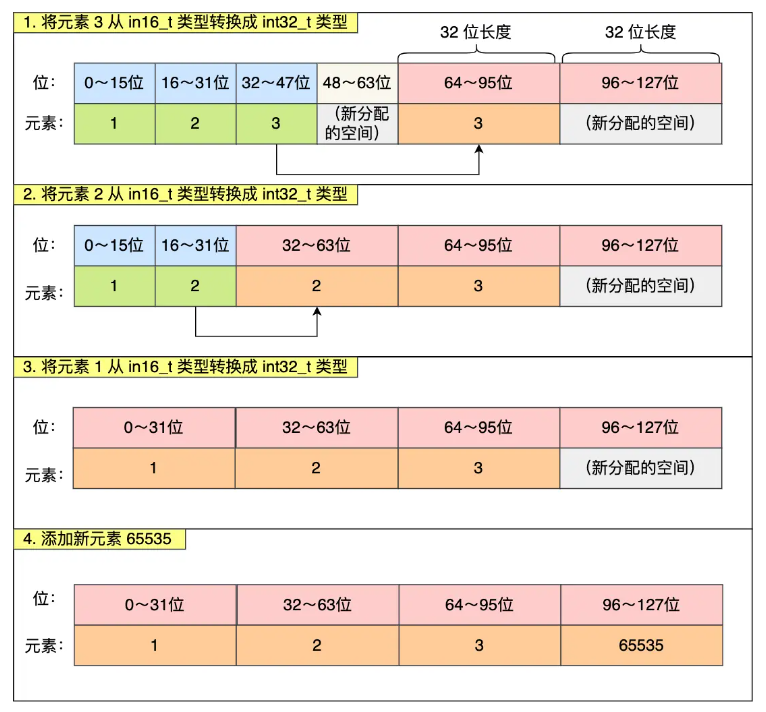 1. 将元素 3 从 in16_t 类型转换成 int32_t 类型
32 位长度 32 位长度
位： 0～15位 16～31位 32～47位 48～63位 64～95位 96～127位
元素： 1 2 3 （新分配的空间） 3 （新分配的空间）
2. 将元素 2 从 in16_t 类型转换成 int32_t 类型
位： 0～15位 16～31位 32～63位 64～95位 96～127位
元素： 1 2 2 3 （新分配的空间）
3. 将元素 1 从 in16_t 类型转换成 int32_t 类型
位： 0～31位 32～63位 64～95位 96～127位
元素： 1 2 3 （新分配的空间）
4. 添加新元素 65535
位： 0～31位 32～63位 64～95位 96～127位
元素： 1 2 3 65535